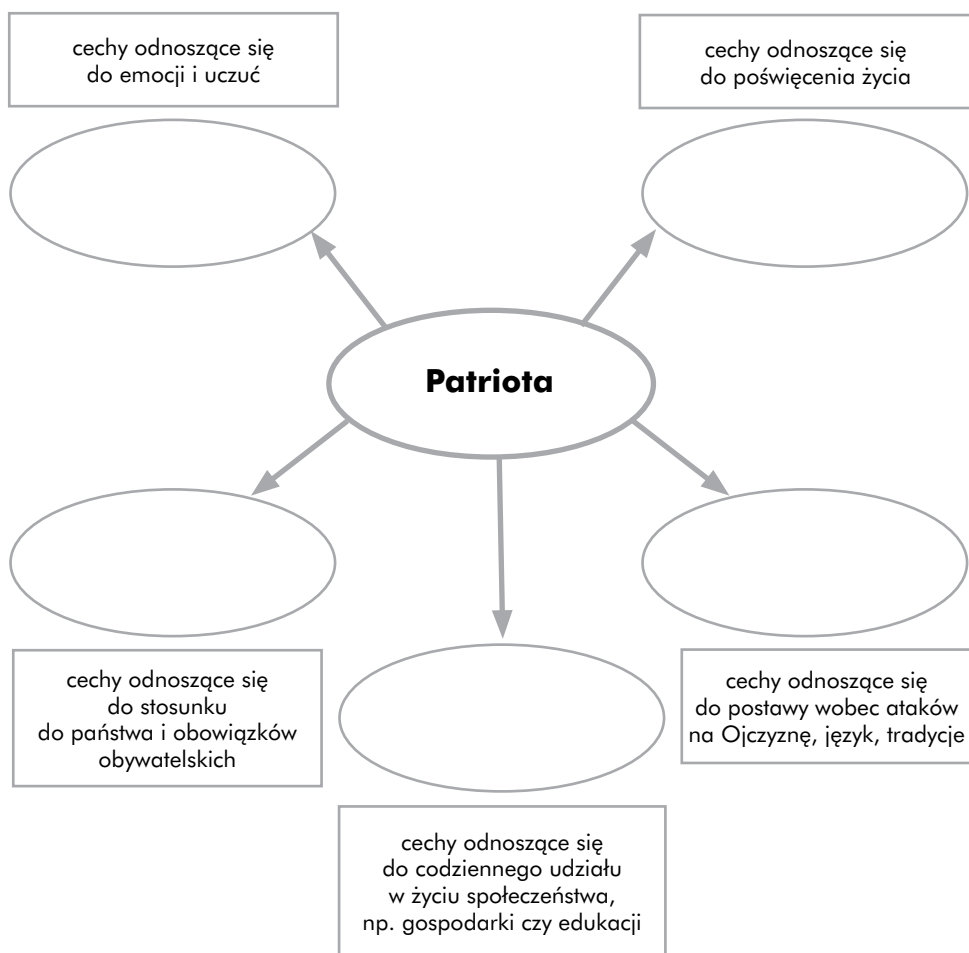 cechy odnoszące się
do emocji i uczuć
cechy odnoszące się
do poświęcenia życia
Patriota
cechy odnoszące się
do stosunku
do państwa i obowiązków
obywatelskich
cechy odnoszące się
do postawy wobec ataków
na Ojczyznę, język, tradycje
cechy odnoszące się
do codziennego udziału
w życiu społeczeństwa,
np. gospodarki czy edukacji